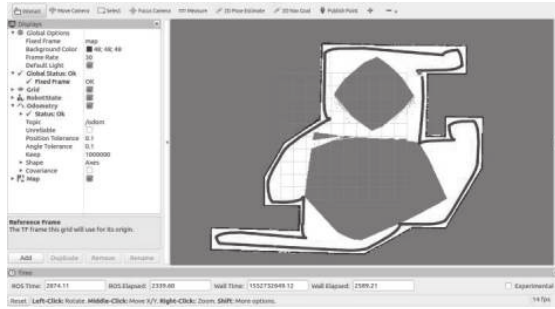 Interact Move Camera Select Focus Camera Measure 2D Pose Estimate 2D Nav Goal Publish Point
Displays
Global Options
Fixed Frame map
Background Color 48; 48; 48
Frame Rate 30
Default Light
Global Status: Ok
Fixed Frame OK
Grid
RobotState
Odometry
Status: Ok
Topic /odom
Unreliable
Position Tolerance 0.1
Angle Tolerance 0.1
Keep 1000000
Shape Axes
Covariance
Map
Reference Frame
The TF frame this grid will use for its origin.
Add Duplicate Remove Rename
Time
ROS Time: 2874.11 ROS Elapsed: 2339.60 Wall Time: 1532732649.12 Wall Elapsed: 2589.21 Experimental
Reset Left-Click: Rotate. Middle-Click: Move X/Y. Right-Click: Zoom. Shift: More options. 14 fps